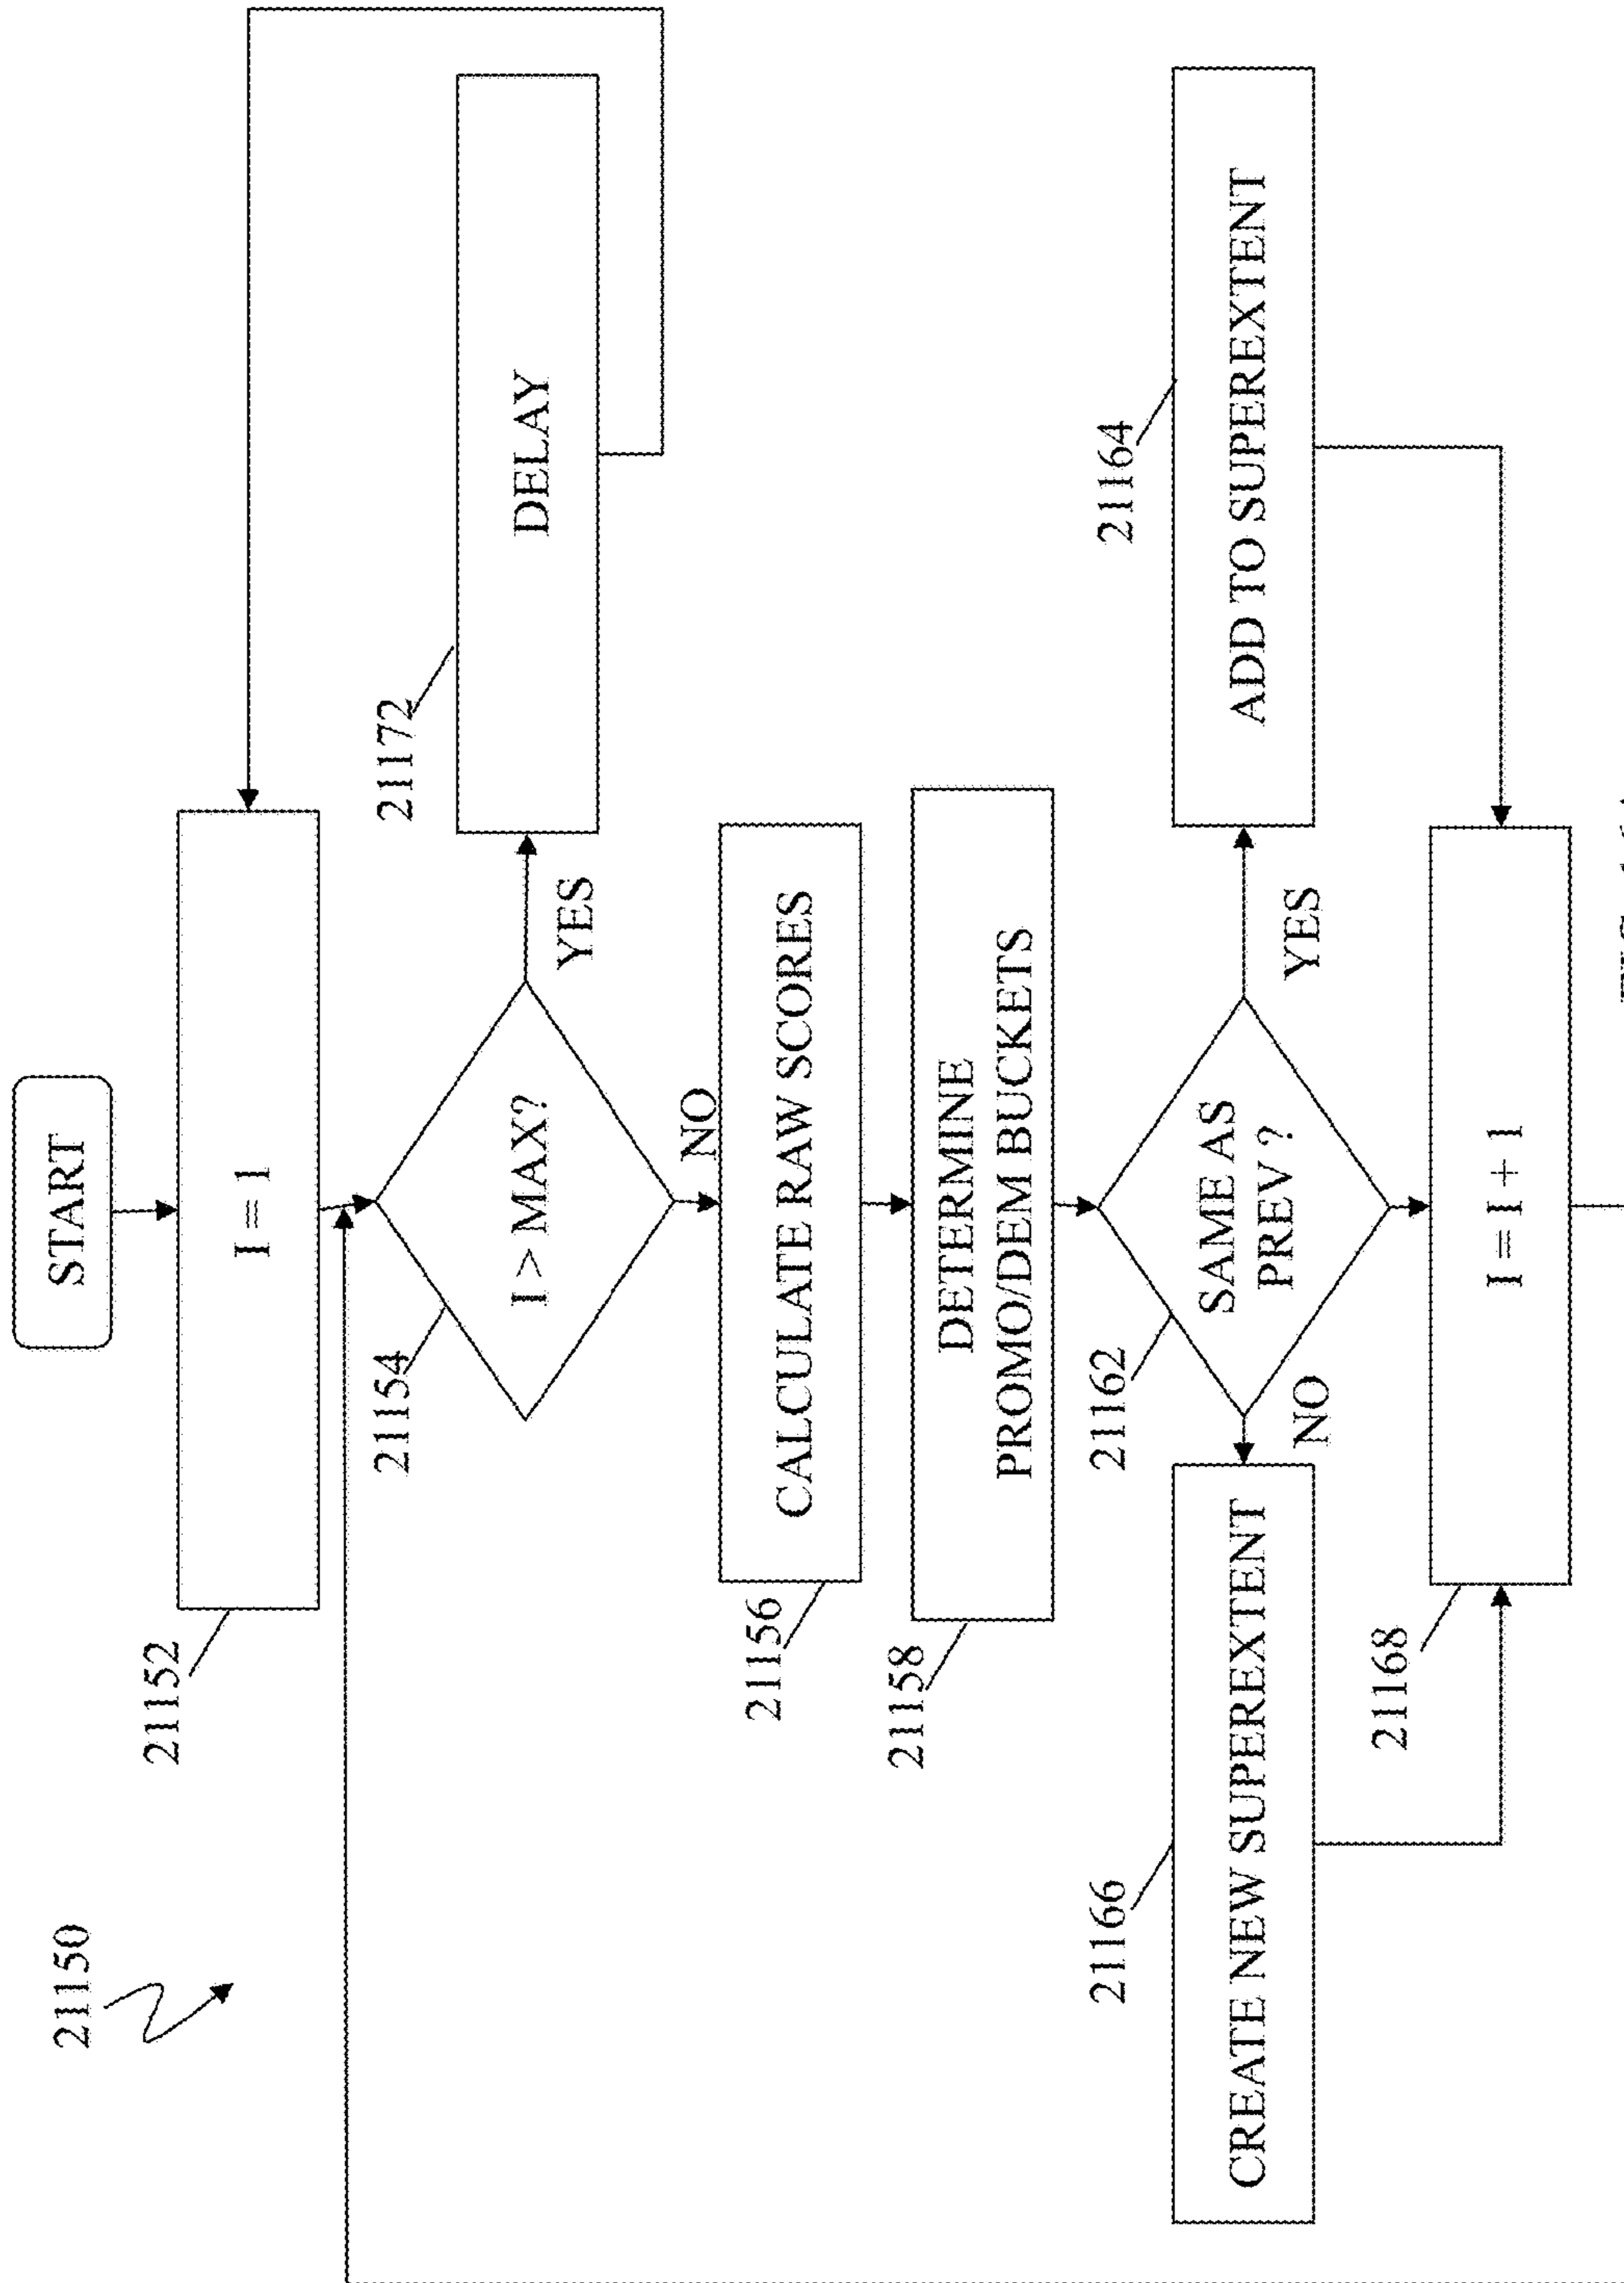 21150
START
21152
I = 1
21154
I > MAX?
YES
21172
DELAY
NO
21156
CALCULATE RAW SCORES
21158
DETERMINE
PROMO/DEM BUCKETS
21162
SAME AS
PREV ?
NO
YES
21166
CREATE NEW SUPEREXTENT
21164
ADD TO SUPEREXTENT
21168
I = I + 1